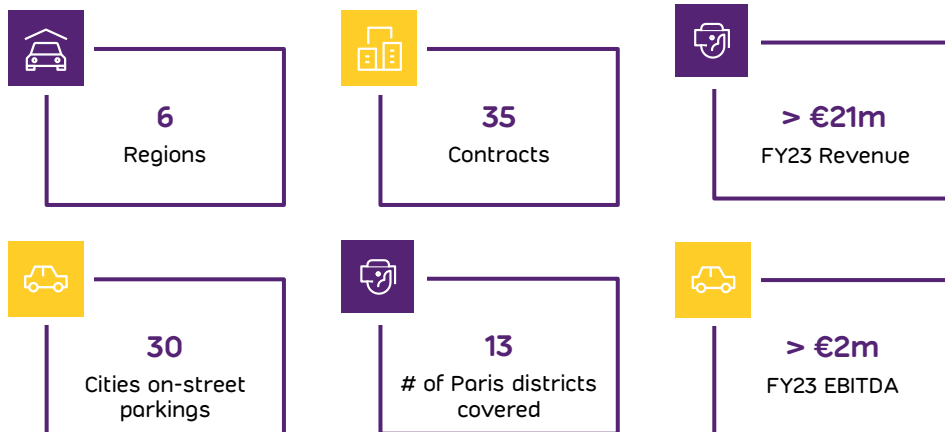 6
Regions
35
Contracts
> €21m
FY23 Revenue
30
Cities on-street
parkings
13
# of Paris districts
covered
> €2m
FY23 EBITDA